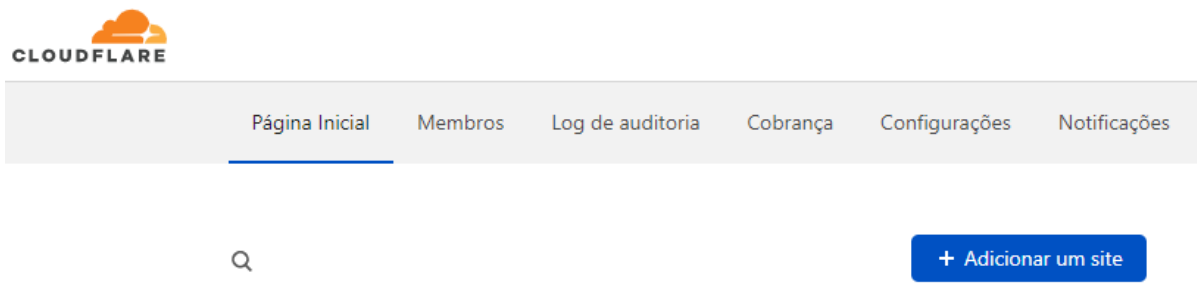 CLOUDFLARE
Página Inicial Membros Log de auditoria Cobrança Configurações Notificações
+ Adicionar um site